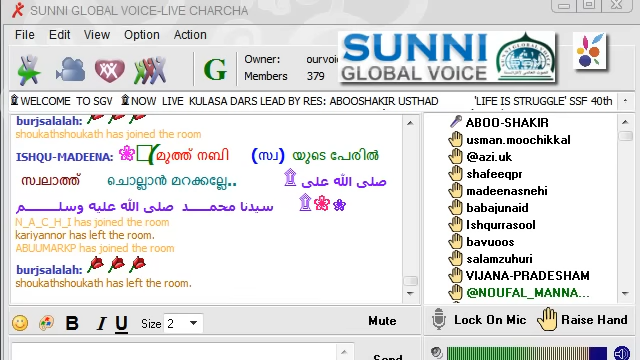 SUNNI GLOBAL VOICE-LIVE CHARCHA
File Edit View Option Action
G Owner: ourvoi
Members 379
SUNNI
GLOBAL VOICE
WELCOME TO SGV NOW LIVE KULASA DARS LEAD BY RES: ABOOSHAKIR USTHAD 'LIFE IS STRUGGLE' SSF 40th
burjsalalah:
shoukathshoukath has joined the room
ISHQU-MADEENA: മുത്ത് നബി (സ്വ) യുടെ പേരിൽ
സ്വലാത്ത് ചൊല്ലാൻ മറക്കല്ലേ.. صلى الله على
سيدنا محمـــد صلى الله عليه وسلـــــم
N_A_C_H_I has joined the room
kariyannor has left the room.
ABUUMARKP has joined the room
burjsalalah:
shoukathshoukath has left the room.
ABOO-SHAKIR
usman.moochikkal
@azi.uk
shafeeqpr
madeenasnehi
babajunaid
Ishqurrasool
bavuoos
salamzuhuri
VIJANA-PRADESHAM
@NOUFAL_MANNA...
B I U Size 2 Mute
Lock On Mic Raise Hand
Send